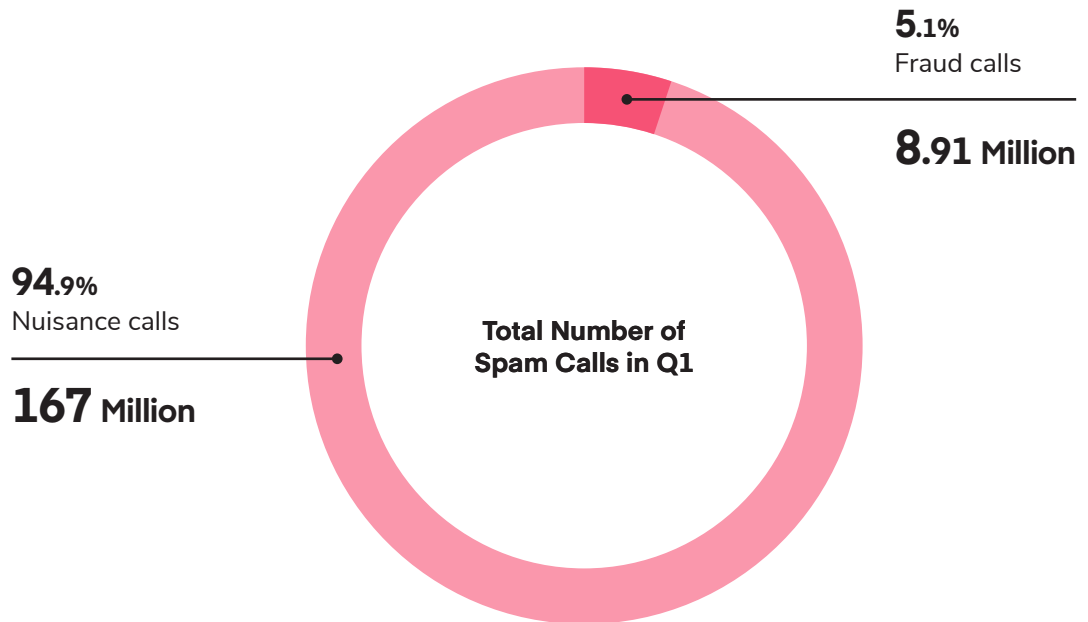 5.1%
Fraud calls
8.91 Million
94.9%
Nuisance calls
167 Million
Total Number of
Spam Calls in Q1